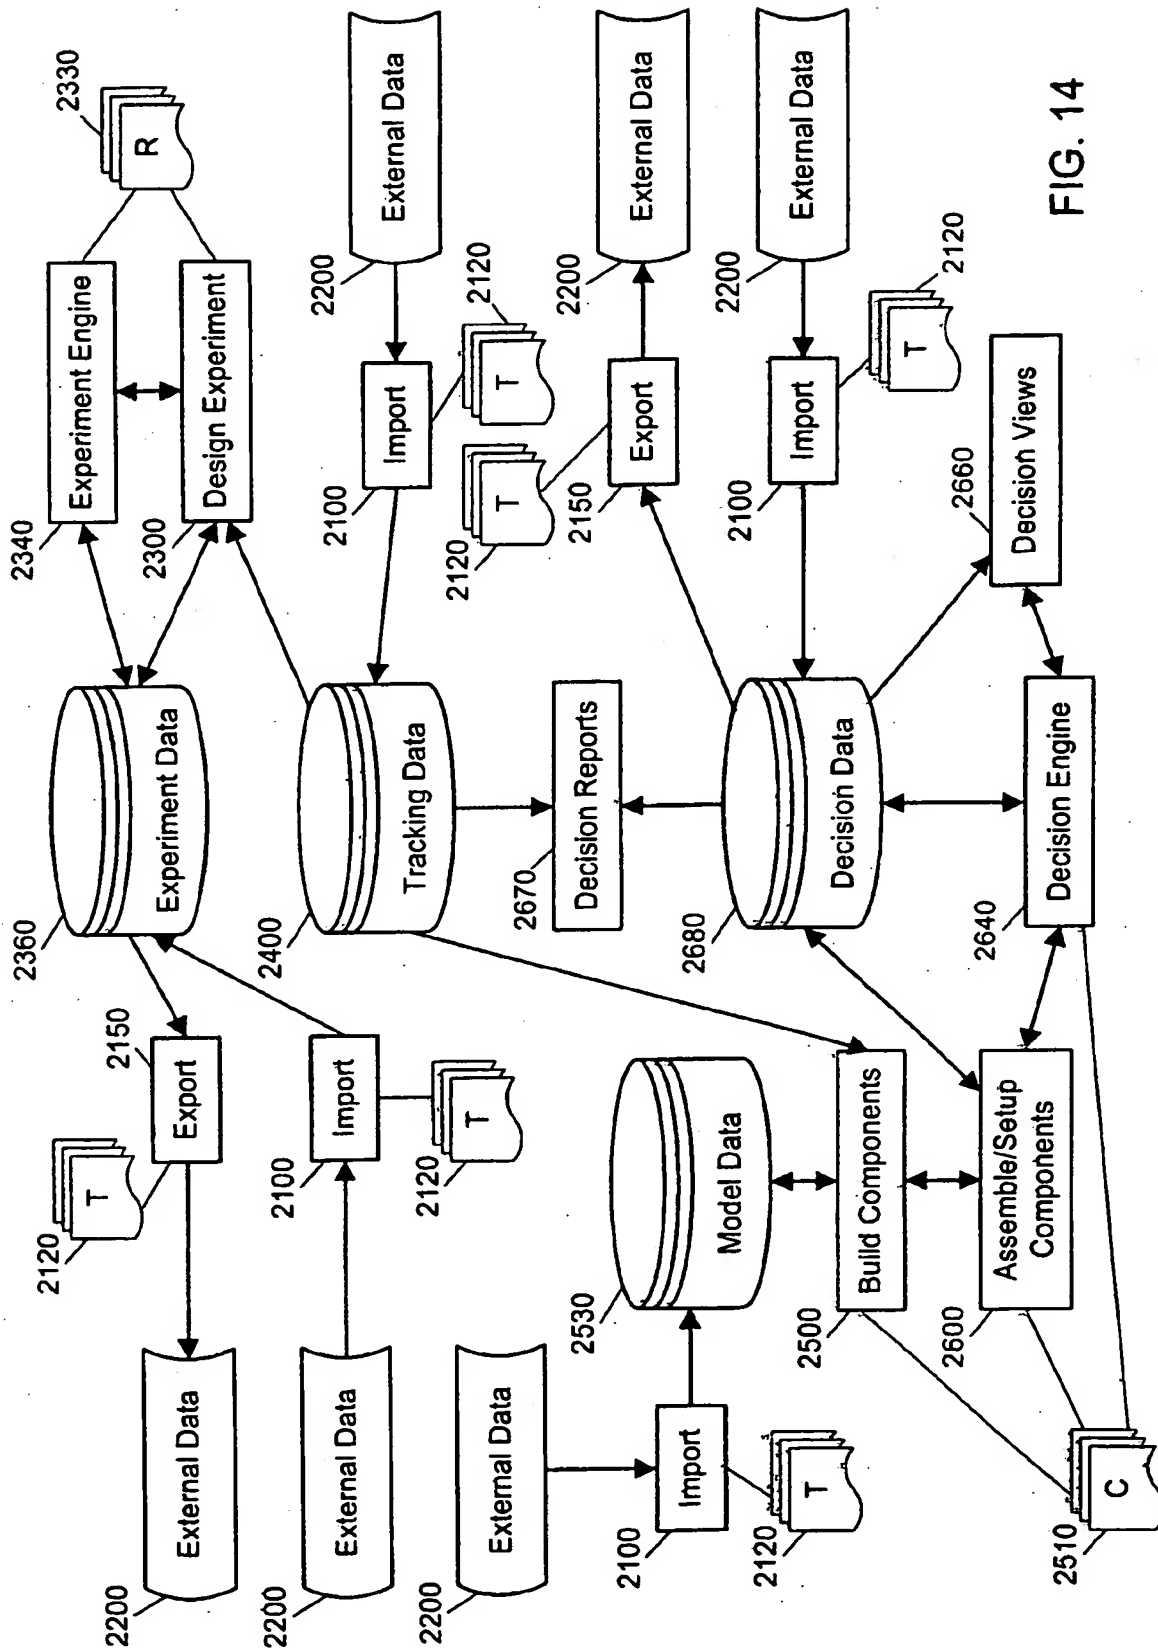 2200
External Data
2120
T
2150
Export
2360
Experiment Data
2340
Experiment Engine
2330
R
2300
Design Experiment
2200
External Data
2100
Import
2120
T
2400
Tracking Data
2100
Import
2200
External Data
2120
T
2200
External Data
2100
Import
2120
T
2530
Model Data
2670
Decision Reports
2120
T
2150
Export
2200
External Data
2500
Build Components
2680
Decision Data
2100
Import
2200
External Data
2120
T
2600
Assemble/Setup
Components
2640
Decision Engine
2660
Decision Views
2510
C
FIG. 14